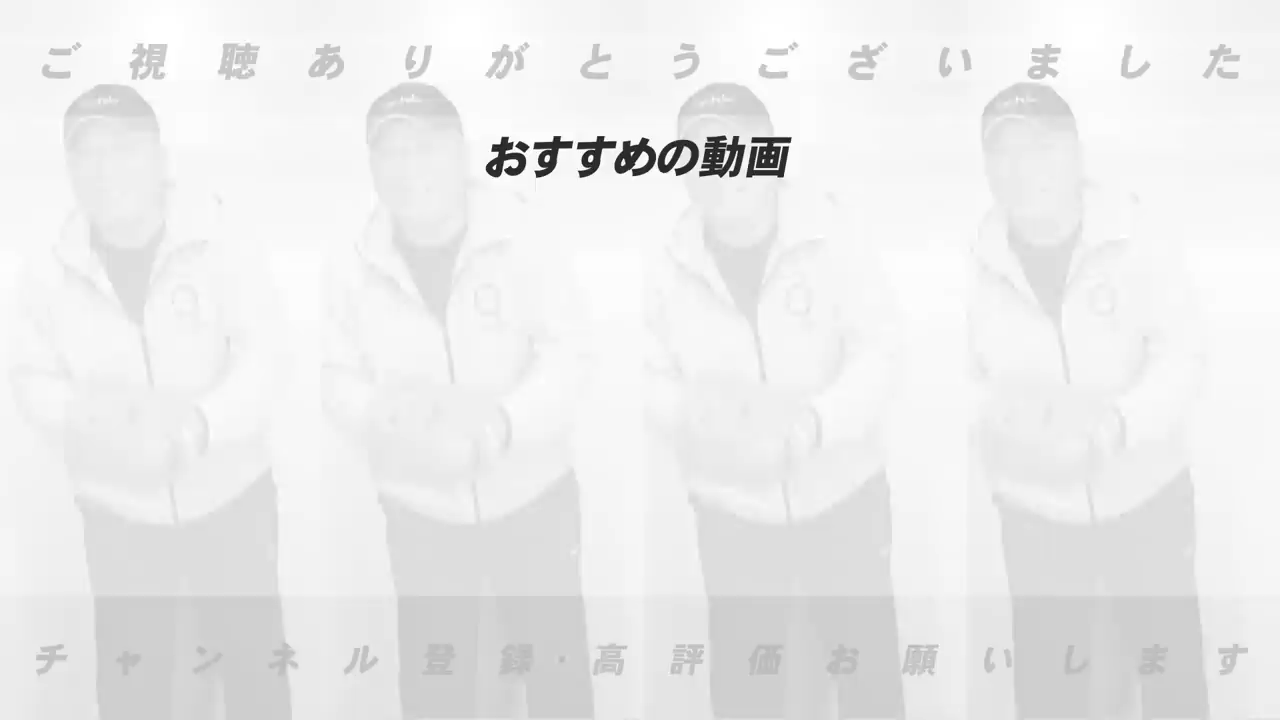 ご視聴ありがとうございました
おすすめの動画
チャンネル登録・高評価お願いします